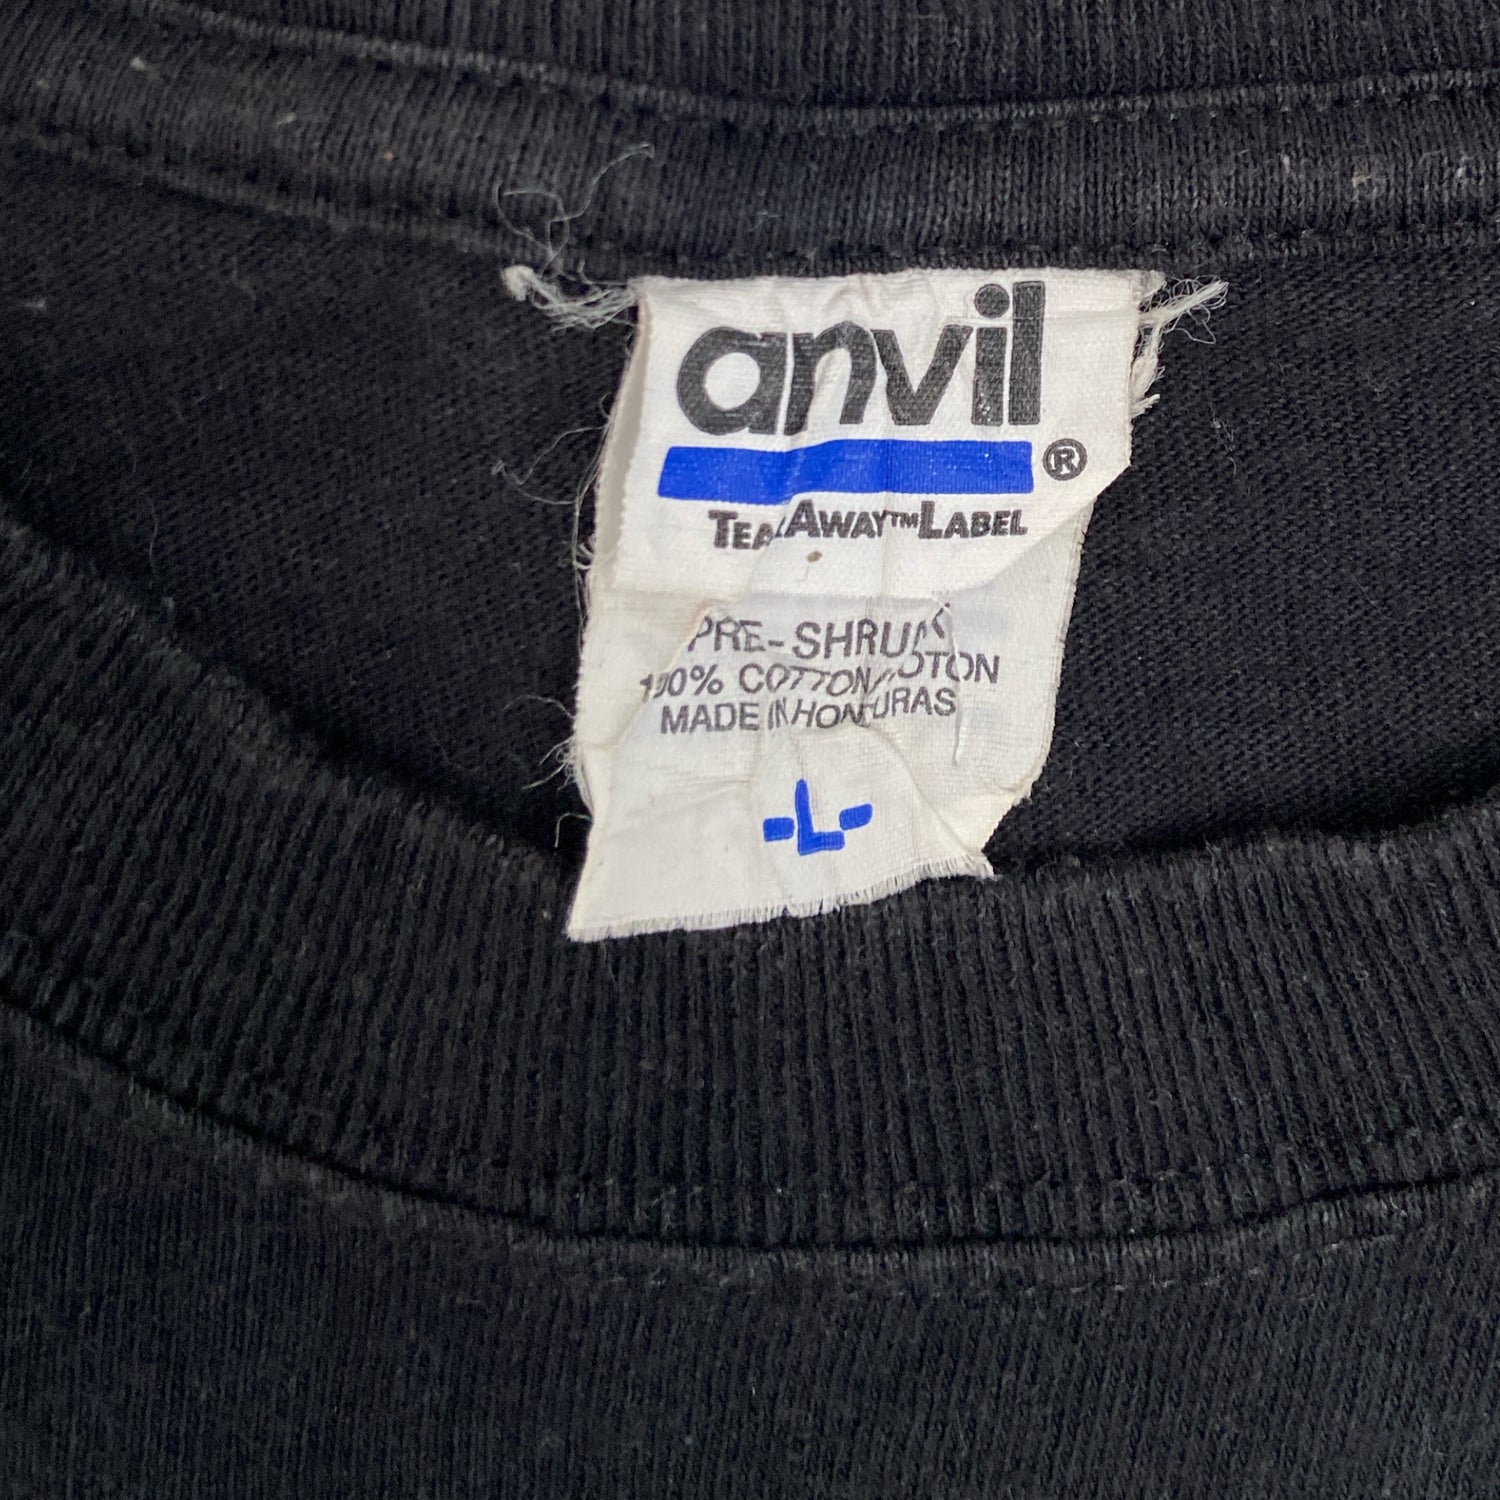 anvil
®
TEAR AWAY™ LABEL
PRE-SHRUNK
100% COTTON/COTON
MADE IN HONDURAS
-L-